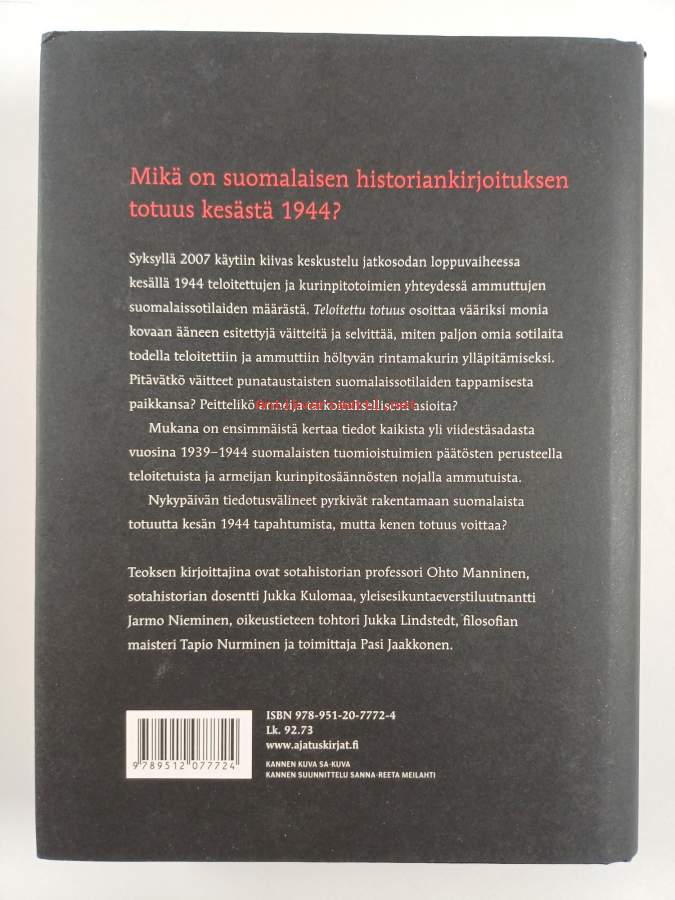 Mikä on suomalaisen historiankirjoituksen
totuus kesästä 1944?
Syksyllä 2007 käytiin kiivas keskustelu jatkosodan loppuvaiheessa
kesällä 1944 teloitettujen ja kurinpitotoimien yhteydessä ammuttujen
suomalaissotilaiden määrästä. Teloitettu totuus osoittaa vääriksi monia
kovaan ääneen esitettyjä väitteitä ja selvittää, miten paljon omia sotilaita
todella teloitettiin ja ammuttiin höltyvän rintamakurin ylläpitämiseksi.
Pitävätkö väitteet punataustaisten suomalaissotilaiden tappamisesta
paikkansa? Peittelikö armeija tarkoituksellisesti asioita?
Mukana on ensimmäistä kertaa tiedot kaikista yli viidestäsadasta
vuosina 1939–1944 suomalaisten tuomioistuimien päätösten perusteella
teloitetuista ja armeijan kurinpitosäännösten nojalla ammutuista.
Nykypäivän tiedotusvälineet pyrkivät rakentamaan suomalaista
totuutta kesän 1944 tapahtumista, mutta kenen totuus voittaa?
Teoksen kirjoittajina ovat sotahistorian professori Ohto Manninen,
sotahistorian dosentti Jukka Kulomaa, yleisesikuntaeverstiluutnantti
Jarmo Nieminen, oikeustieteen tohtori Jukka Lindstedt, filosofian
maisteri Tapio Nurminen ja toimittaja Pasi Jaakkonen.
ISBN 978-951-20-7772-4
Lk. 92.73
www.ajatuskirjat.fi
KANNEN KUVA SA-KUVA
KANNEN SUUNNITTELU SANNA-REETA MEILAHTI
9789512077724